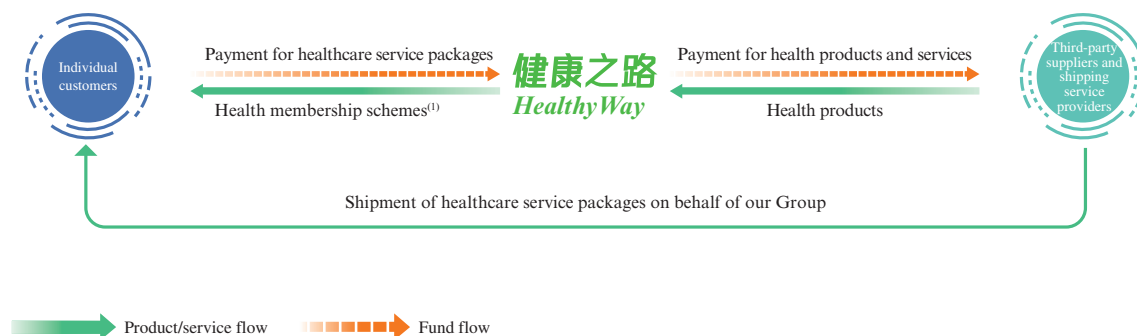 Individual
customers
Payment for healthcare service packages
Health membership schemes(1)
健康之路
HealthyWay
Payment for health products and services
Health products
Third-party
suppliers and
shipping
service
providers
Shipment of healthcare service packages on behalf of our Group
Product/service flow
Fund flow